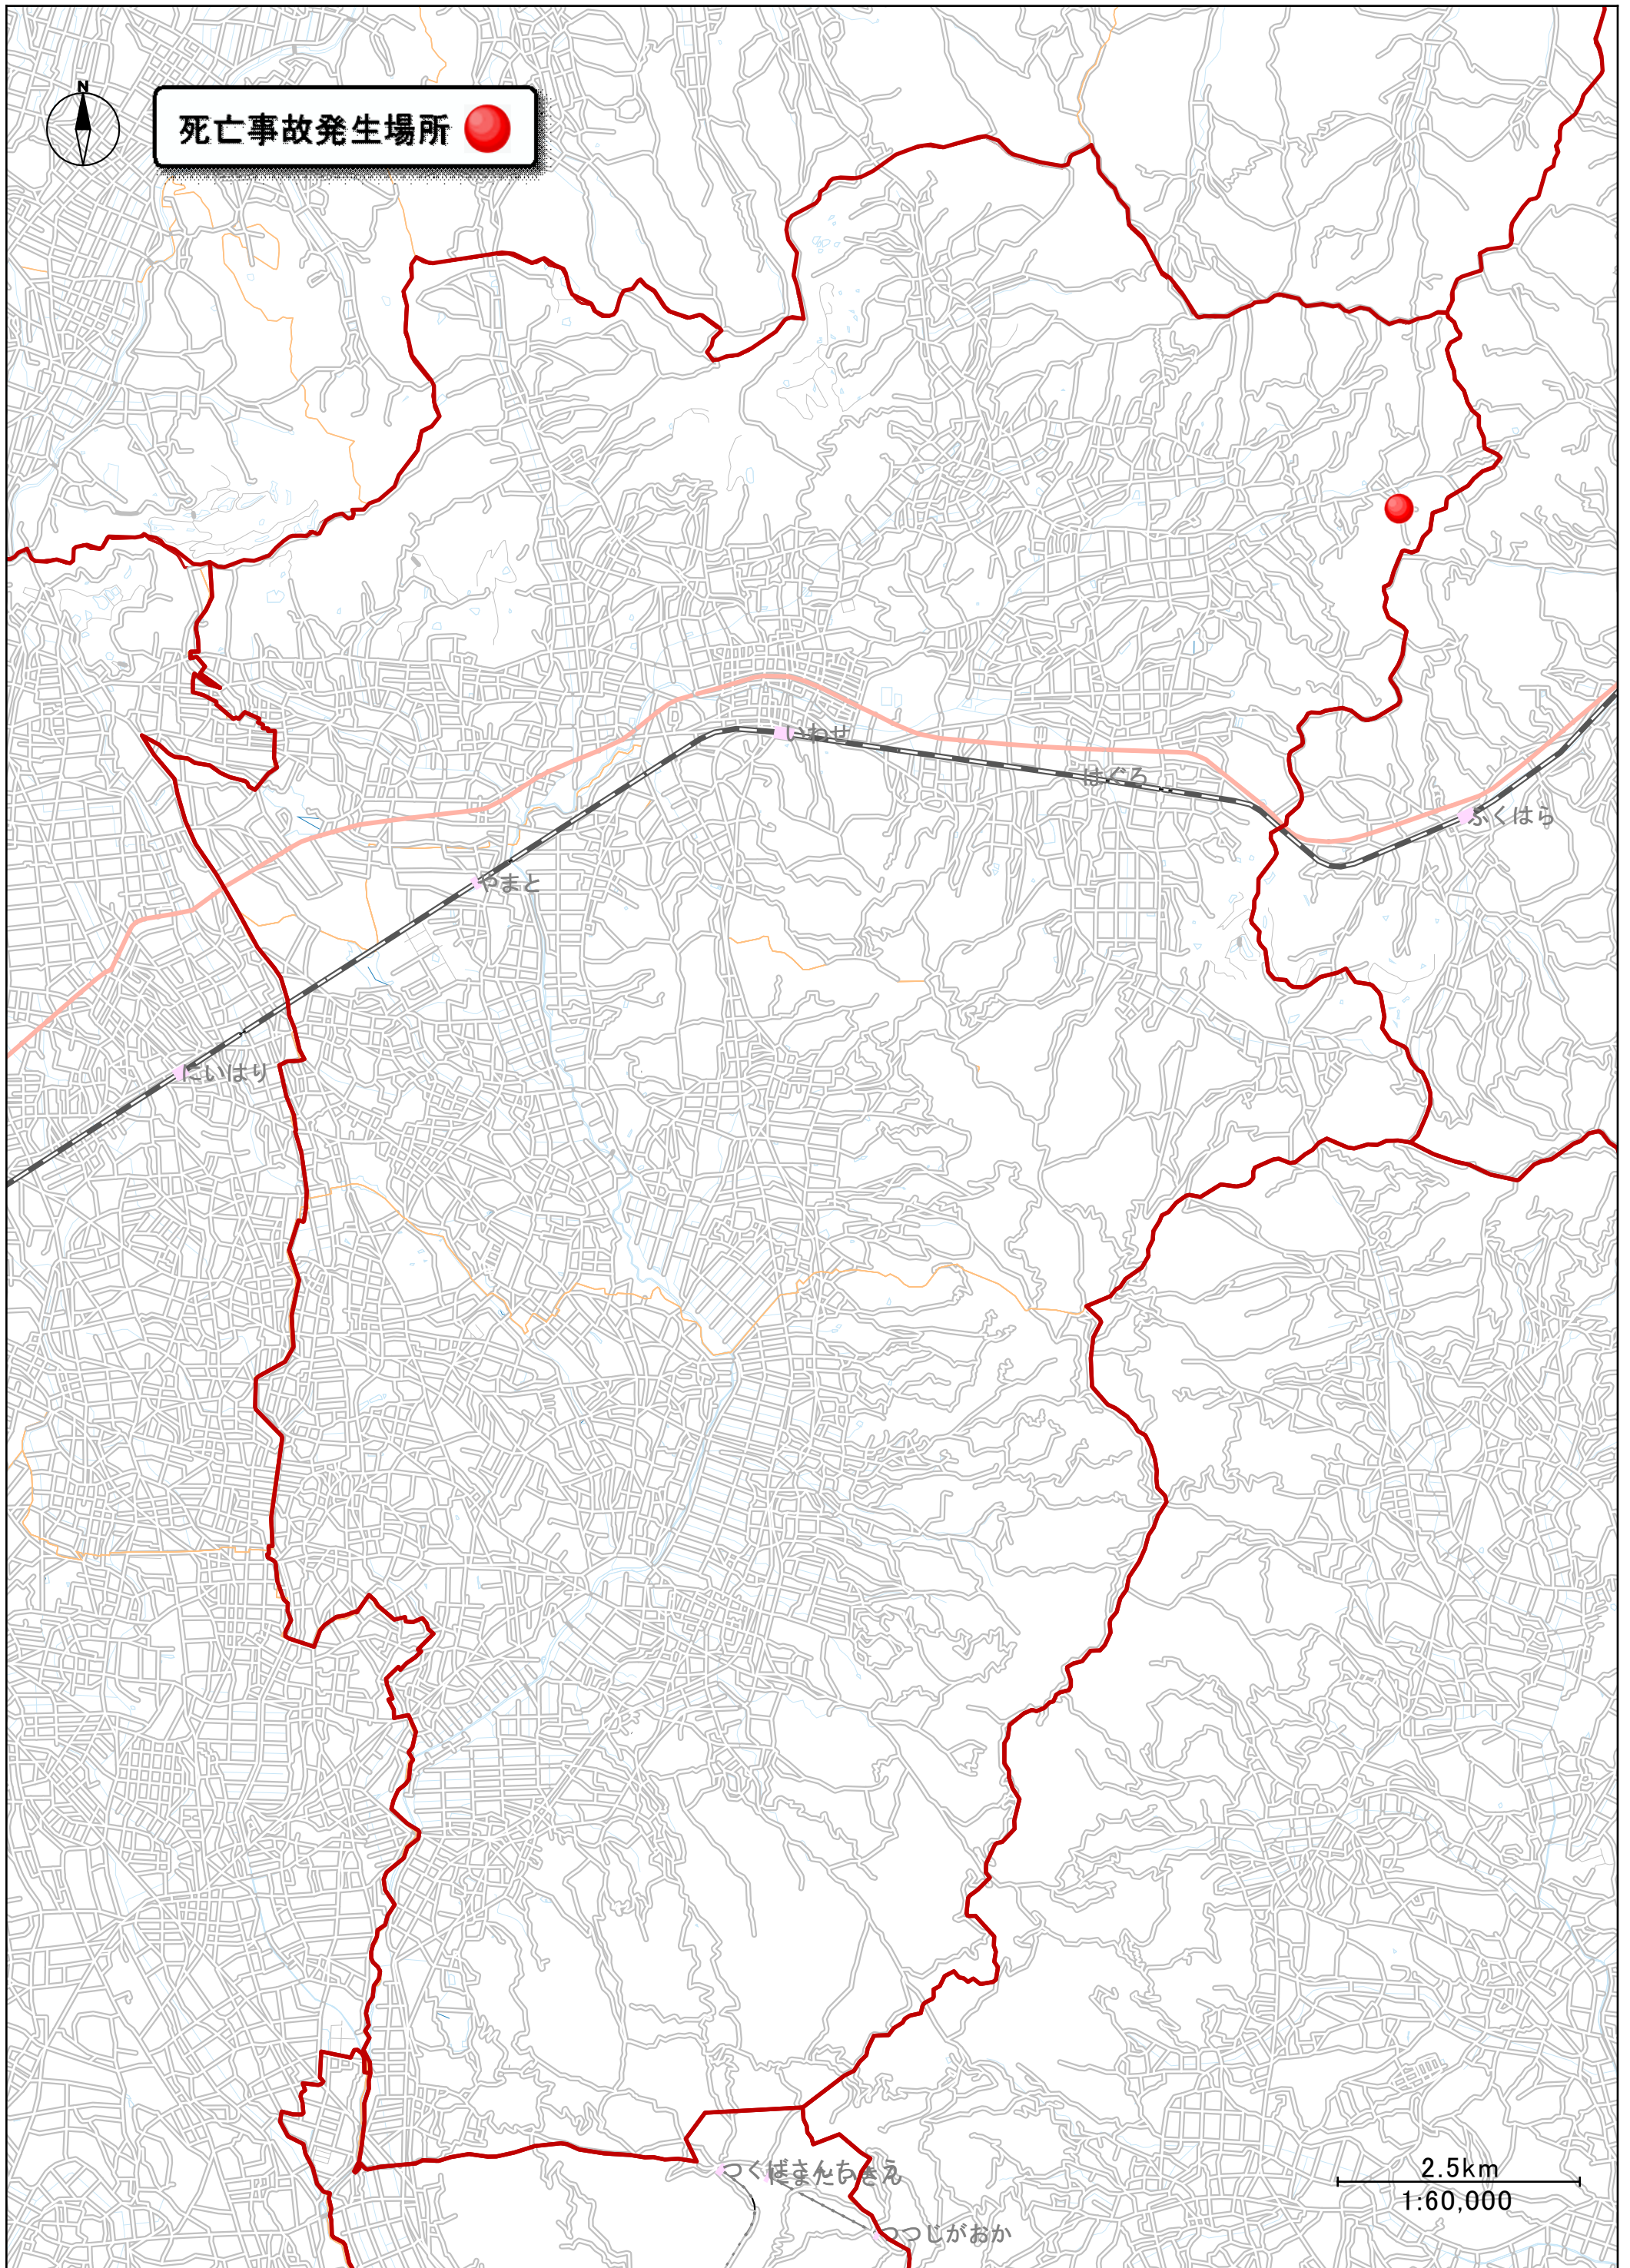 N
死亡事故発生場所
いわせ
はぐろ
ふくはら
やまと
にいはり
つくばさんちょう
つつじがおか
2.5km
1:60,000